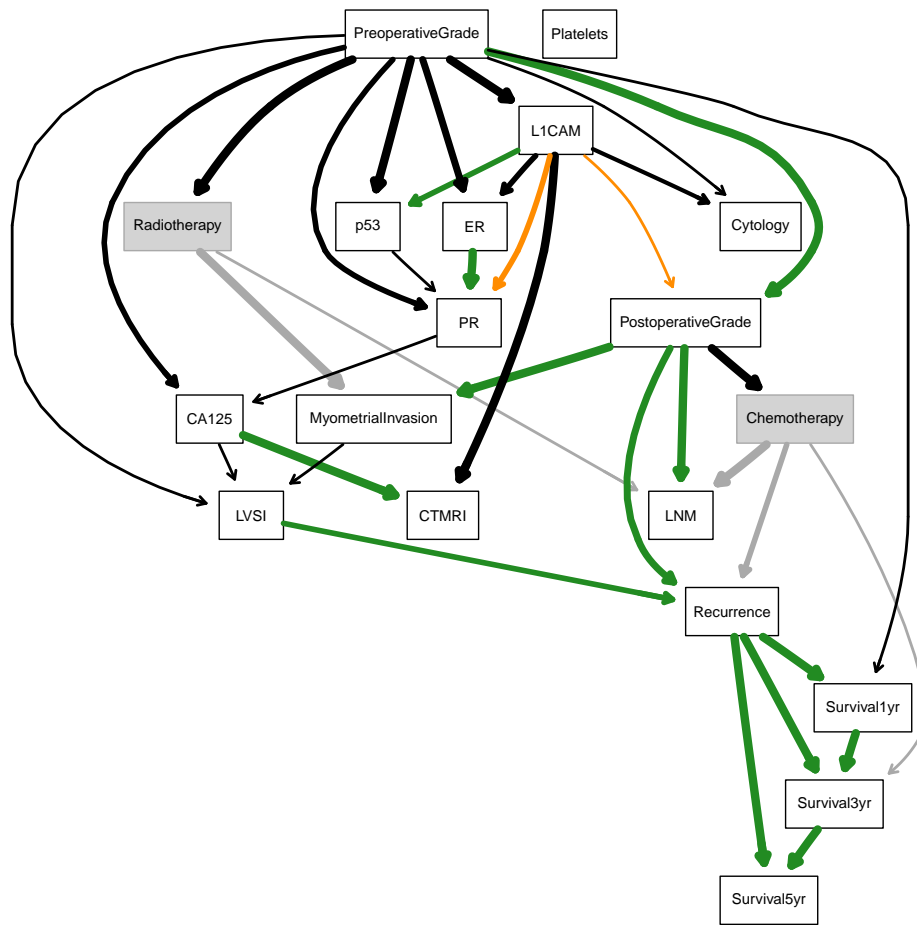 PreoperativeGrade
Platelets
L1CAM
Radiotherapy
p53
ER
Cytology
PR
PostoperativeGrade
CA125
MyometrialInvasion
Chemotherapy
LVSI
CTMRI
LNM
Recurrence
Survival1yr
Survival3yr
Survival5yr